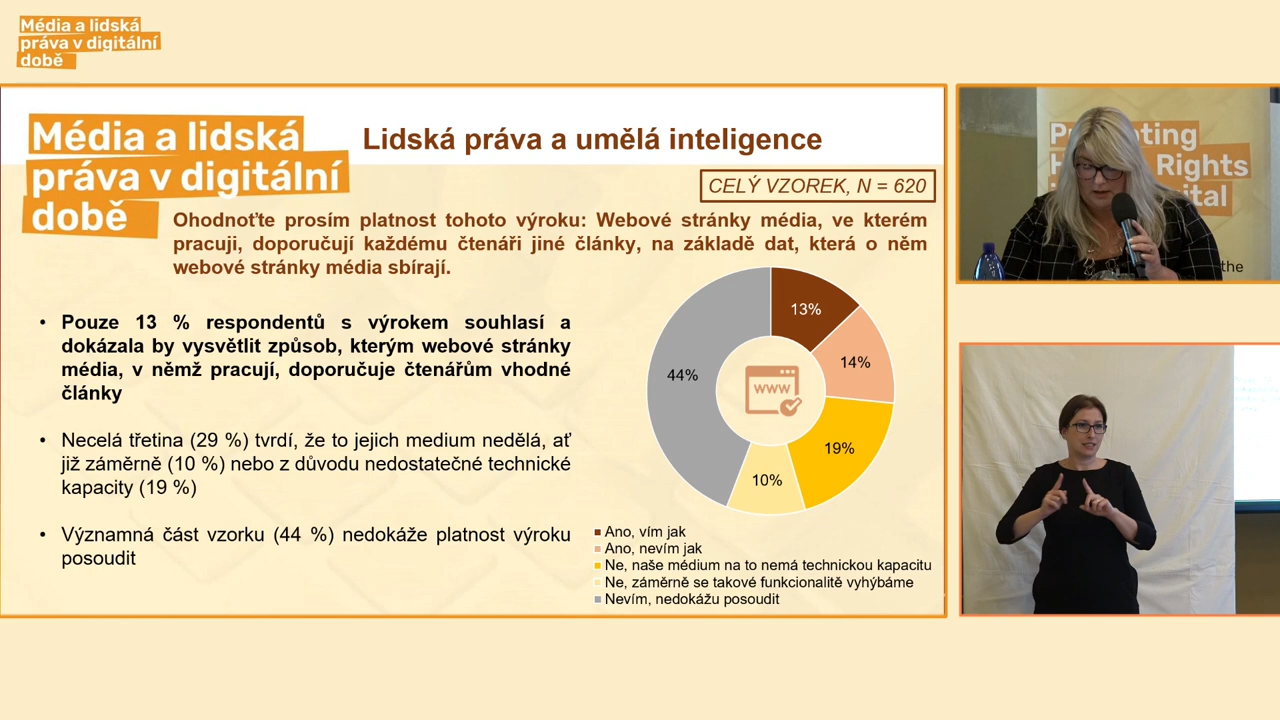 Média a lidská
práva v digitální
době
Média a lidská
práva v digitální
době
Lidská práva a umělá inteligence
CELÝ VZOREK, N = 620
Ohodnoťte prosím platnost tohoto výroku: Webové stránky média, ve kterém
pracuji, doporučují každému čtenáři jiné články, na základě dat, která o něm
webové stránky média sbírají.
• Pouze 13 % respondentů s výrokem souhlasí a
dokázala by vysvětlit způsob, kterým webové stránky
média, v němž pracují, doporučuje čtenářům vhodné
články
• Necelá třetina (29 %) tvrdí, že to jejich medium nedělá, ať
již záměrně (10 %) nebo z důvodu nedostatečné technické
kapacity (19 %)
• Významná část vzorku (44 %) nedokáže platnost výroku
posoudit
13%
14%
19%
10%
44%
www
Ano, vím jak
Ano, nevím jak
Ne, naše médium na to nemá technickou kapacitu
Ne, záměrně se takové funkcionalitě vyhýbáme
Nevím, nedokážu posoudit
Rights
the